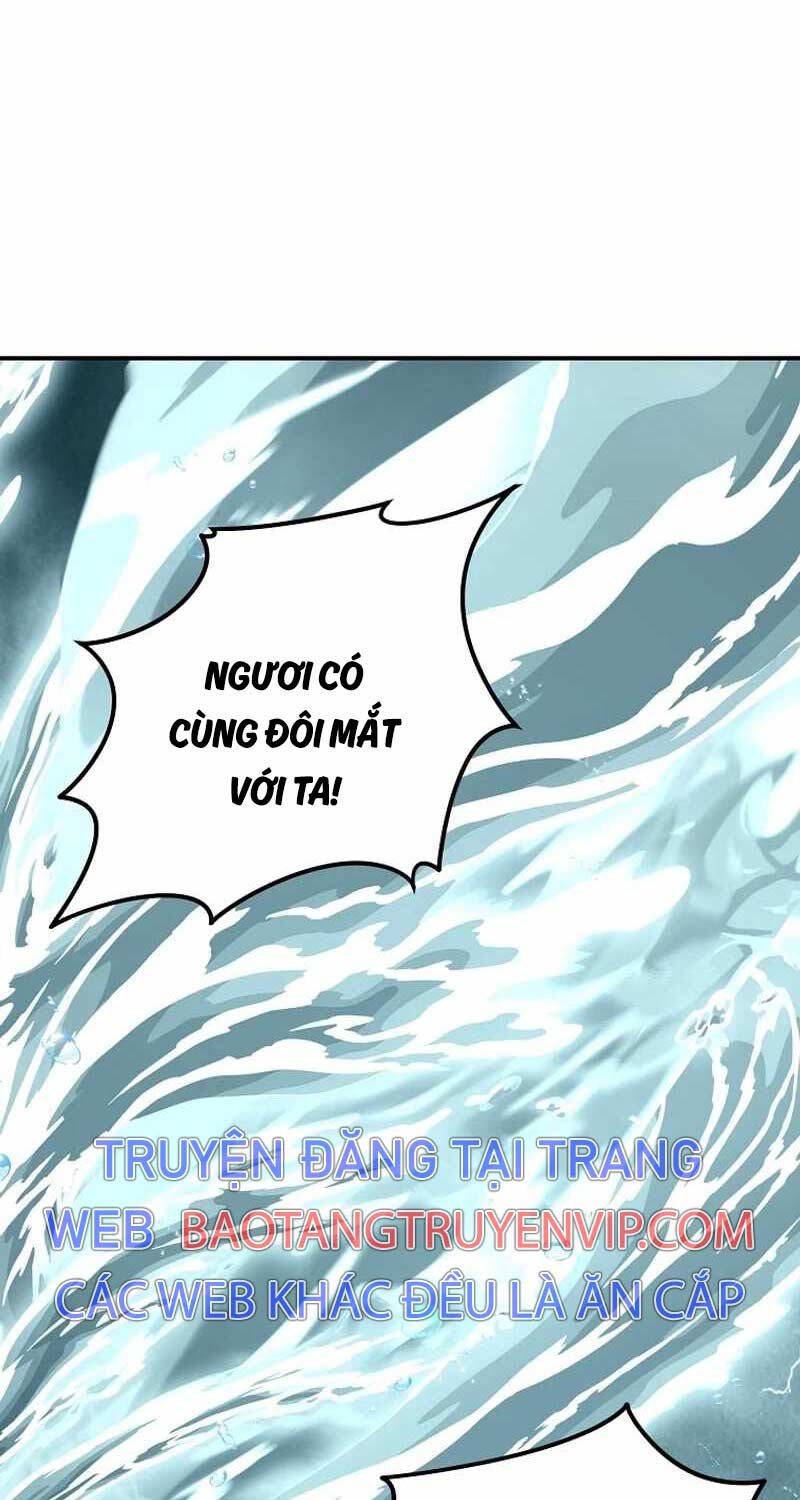 NGƯƠI CÓ
CÙNG ĐÔI MẮT
VỚI TA!
TRUYỆN ĐĂNG TẠI TRANG
WEB BAOTANGTRUYENVIP.COM
CÁC WEB KHÁC ĐỀU LÀ ĂN CẮP